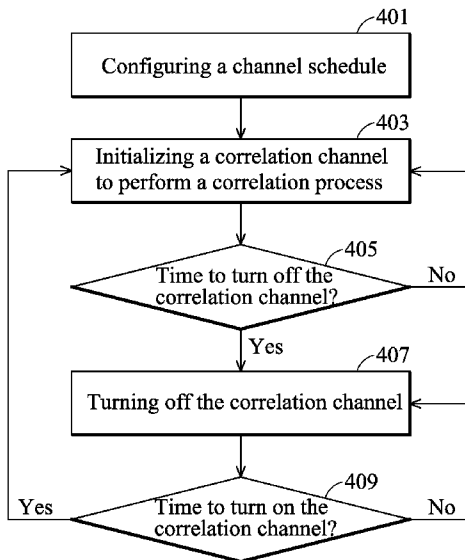 401
Configuring a channel schedule
403
Initializing a correlation channel
to perform a correlation process
405
Time to turn off the
correlation channel?
No
Yes
407
Turning off the correlation channel
409
Yes
Time to turn on the
correlation channel?
No